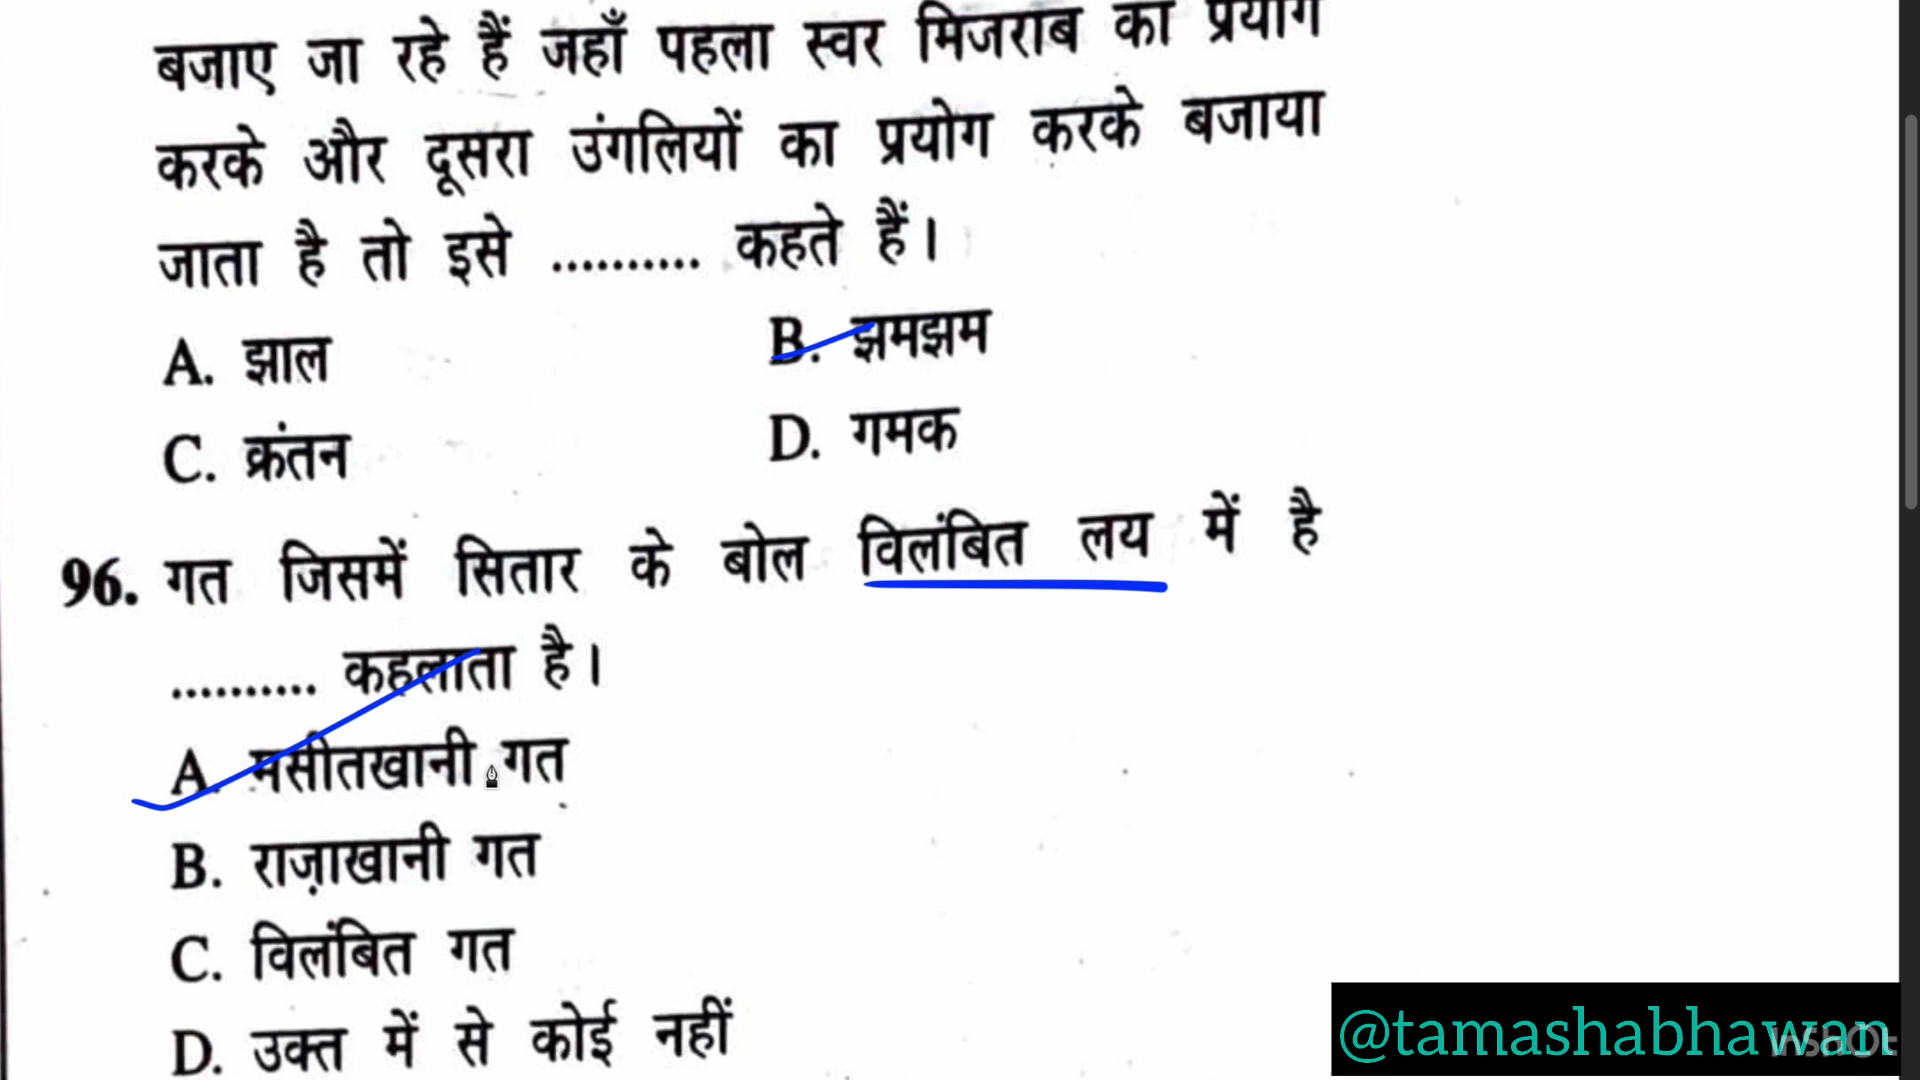 बजाए जा रहे हैं जहाँ पहला स्वर मिजराब का प्रयोग
करके और दूसरा उंगलियों का प्रयोग करके बजाया
जाता है तो इसे .......... कहते हैं।
A. झाल
B. झमझम
C. क्रंतन
D. गमक
96. गत जिसमें सितार के बोल विलंबित लय में है
.......... कहलाता है।
A. मसीतखानी गत
B. राज़ाखानी गत
C. विलंबित गत
D. उक्त में से कोई नहीं
@tamashabhawan
InShOt